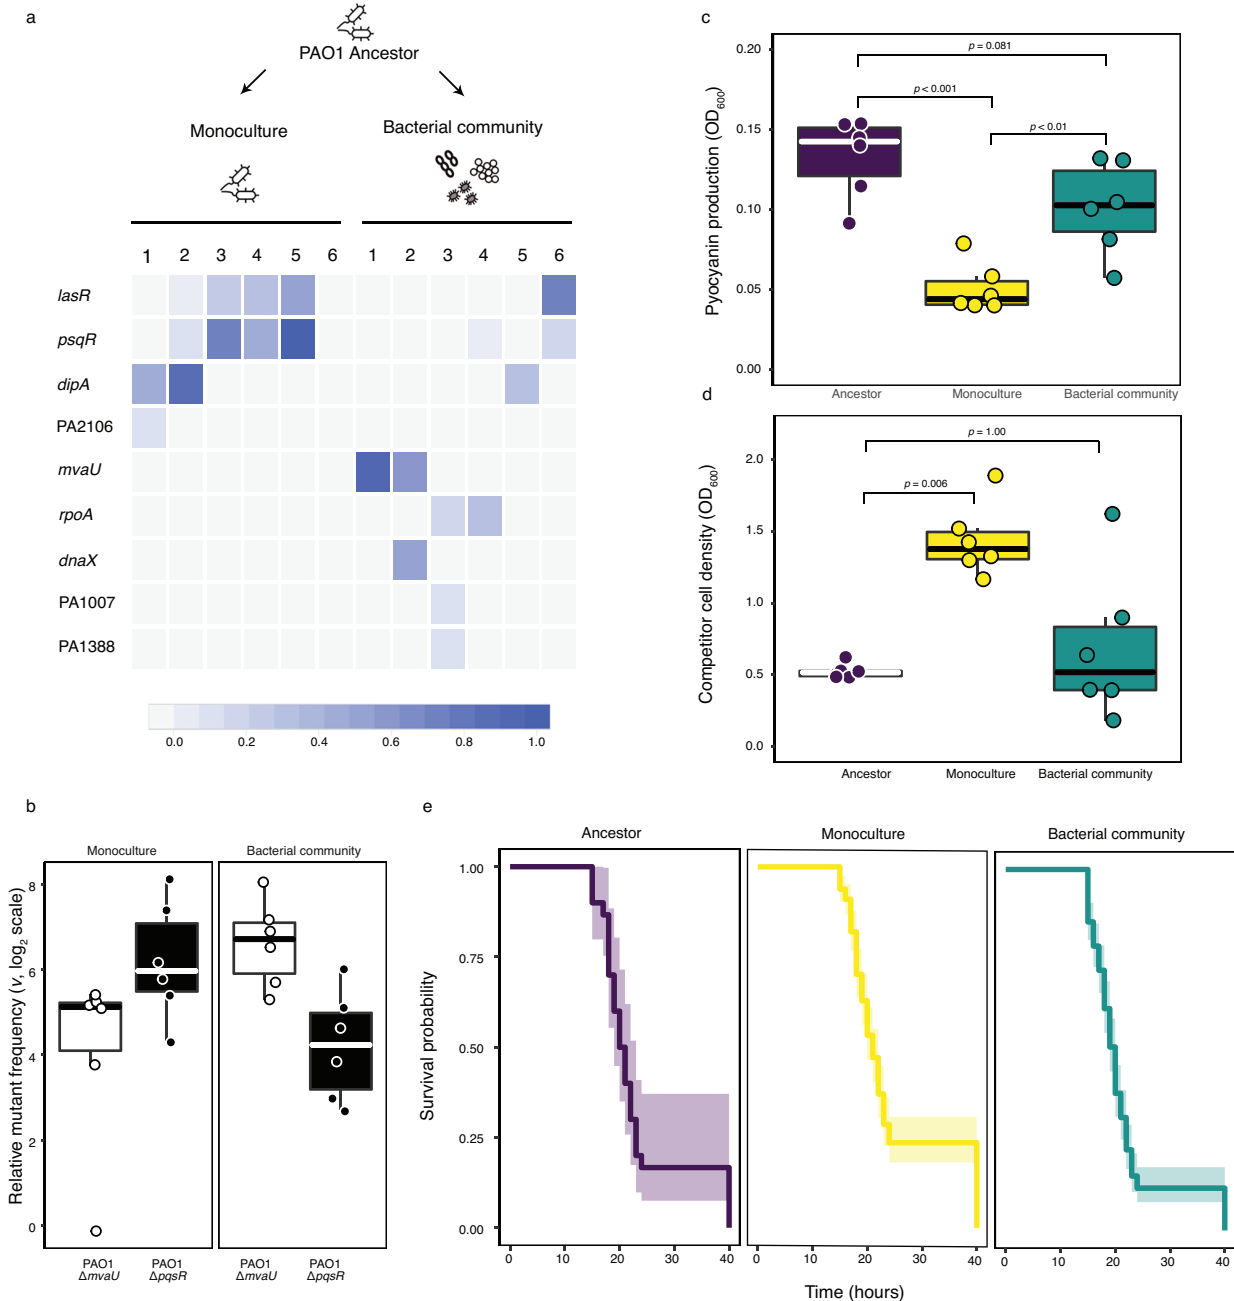 a
PAO1 Ancestor
Monoculture
Bacterial community
1 2 3 4 5 6 1 2 3 4 5 6
lasR
psqR
dipA
PA2106
mvaU
rpoA
dnaX
PA1007
PA1388
0.0 0.2 0.4 0.6 0.8 1.0
b
Monoculture
Bacterial community
Relative mutant frequency (v, log2 scale)
8
6
4
2
0
PAO1 ΔmvaU
PAO1 ΔpqsR
PAO1 ΔmvaU
PAO1 ΔpqsR
c
Pyocyanin production (OD600)
0.20
0.15
0.10
0.05
0.00
p = 0.081
p < 0.001
p < 0.01
Ancestor
Monoculture
Bacterial community
d
Competitor cell density (OD600)
2.0
1.5
1.0
0.5
0.0
p = 1.00
p = 0.006
Ancestor
Monoculture
Bacterial community
e
Ancestor
Monoculture
Bacterial community
Survival probability
1.00
0.75
0.50
0.25
0.00
0 10 20 30 40
0 10 20 30 40
0 10 20 30 40
Time (hours)